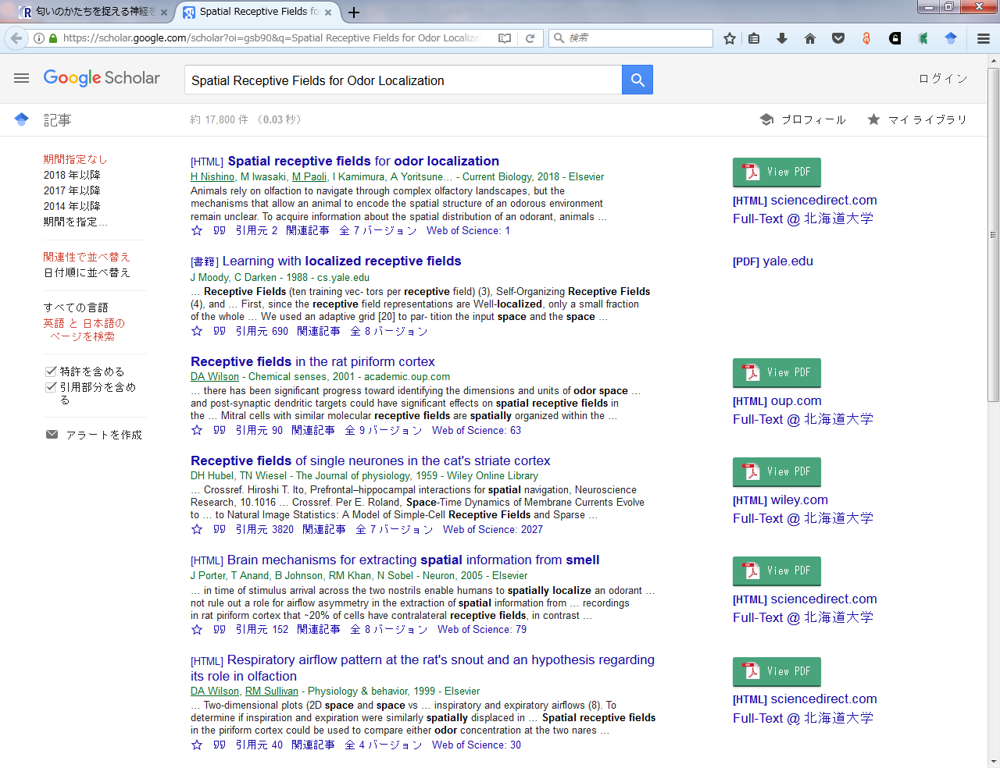 匂いのかたちを捉える神経を
Spatial Receptive Fields fo
https://scholar.google.com/scholar?oi=gsb90&q=Spatial Receptive Fields for Odor Localiza
検索
Google Scholar
Spatial Receptive Fields for Odor Localization
ログイン
記事
約 17,800 件 （0.03 秒）
プロフィール
マイ ライブラリ
期間指定なし
2018 年以降
2017 年以降
2014 年以降
期間を指定...
関連性で並べ替え
日付順に並べ替え
すべての言語
英語 と 日本語の
ページを検索
特許を含める
引用部分を含め
る
アラートを作成
[HTML] Spatial receptive fields for odor localization
H Nishino, M Iwasaki, M Paoli, I Kamimura, A Yoritsune... - Current Biology, 2018 - Elsevier
Animals rely on olfaction to navigate through complex olfactory landscapes, but the
mechanisms that allow an animal to encode the spatial structure of an odorous environment
remain unclear. To acquire information about the spatial distribution of an odorant, animals ...
引用元 2 関連記事 全 7 バージョン Web of Science: 1
View PDF
[HTML] sciencedirect.com
Full-Text @ 北海道大学
[書籍] Learning with localized receptive fields
J Moody, C Darken - 1988 - cs.yale.edu
... Receptive Fields (ten training vec- tors per receptive field) (3), Self-Organizing Receptive Fields
(4), and ... First, since the receptive field representations are Well-localized, only a small fraction
of the whole ... We used an adaptive grid [20] to par- tition the input space and the space ...
引用元 690 関連記事 全 8 バージョン
[PDF] yale.edu
Receptive fields in the rat piriform cortex
DA Wilson - Chemical senses, 2001 - academic.oup.com
... there has been significant progress toward identifying the dimensions and units of odor space ...
and post-synaptic dendritic targets could have significant effects on spatial receptive fields in
the ... Mitral cells with similar molecular receptive fields are spatially organized within the ...
引用元 90 関連記事 全 9 バージョン Web of Science: 63
View PDF
[HTML] oup.com
Full-Text @ 北海道大学
Receptive fields of single neurones in the cat's striate cortex
DH Hubel, TN Wiesel - The Journal of physiology, 1959 - Wiley Online Library
... Crossref. Hiroshi T. Ito, Prefrontal–hippocampal interactions for spatial navigation, Neuroscience
Research, 10.1016 ... Crossref. Per E. Roland, Space-Time Dynamics of Membrane Currents Evolve
to ... to Natural Image Statistics: A Model of Simple-Cell Receptive Fields and Sparse ...
引用元 3820 関連記事 全 7 バージョン Web of Science: 2027
View PDF
[HTML] wiley.com
Full-Text @ 北海道大学
[HTML] Brain mechanisms for extracting spatial information from smell
J Porter, T Anand, B Johnson, RM Khan, N Sobel - Neuron, 2005 - Elsevier
... in time of stimulus arrival across the two nostrils enable humans to spatially localize an odorant ...
not rule out a role for airflow asymmetry in the extraction of spatial information from ... recordings
in rat piriform cortex that ~20% of cells have contralateral receptive fields, in contrast ...
引用元 152 関連記事 全 8 バージョン Web of Science: 79
View PDF
[HTML] sciencedirect.com
Full-Text @ 北海道大学
[HTML] Respiratory airflow pattern at the rat's snout and an hypothesis regarding
its role in olfaction
DA Wilson, RM Sullivan - Physiology & behavior, 1999 - Elsevier
... Two-dimensional plots (2D space and space vs ... inspiratory and expiratory airflows (8). To
determine if inspiration and expiration were similarly spatially displaced in ... Spatial receptive fields
in the piriform cortex could be used to compare either odor concentration at the two nares ...
引用元 40 関連記事 全 4 バージョン Web of Science: 30
View PDF
[HTML] sciencedirect.com
Full-Text @ 北海道大学